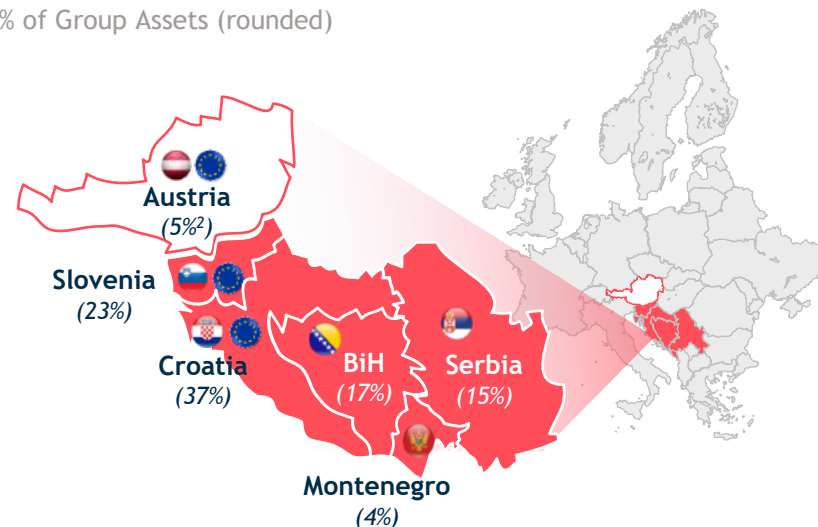 % of Group Assets (rounded)
Austria
(5%²)
Slovenia
(23%)
Croatia
(37%)
BiH
(17%)
Serbia
(15%)
Montenegro
(4%)